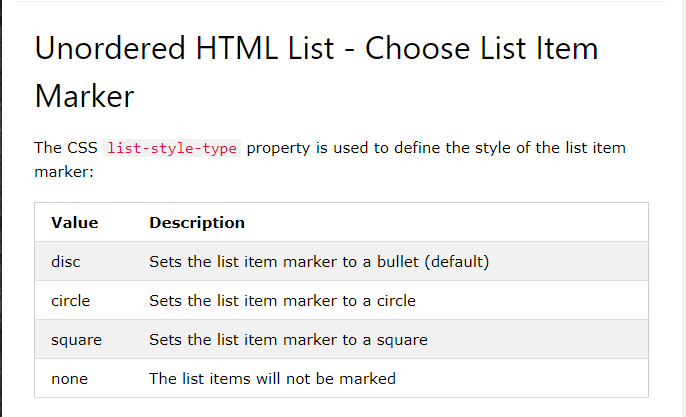 Unordered HTML List - Choose List Item
Marker
The CSS list-style-type property is used to define the style of the list item
marker:
Value Description
disc Sets the list item marker to a bullet (default)
circle Sets the list item marker to a circle
square Sets the list item marker to a square
none The list items will not be marked